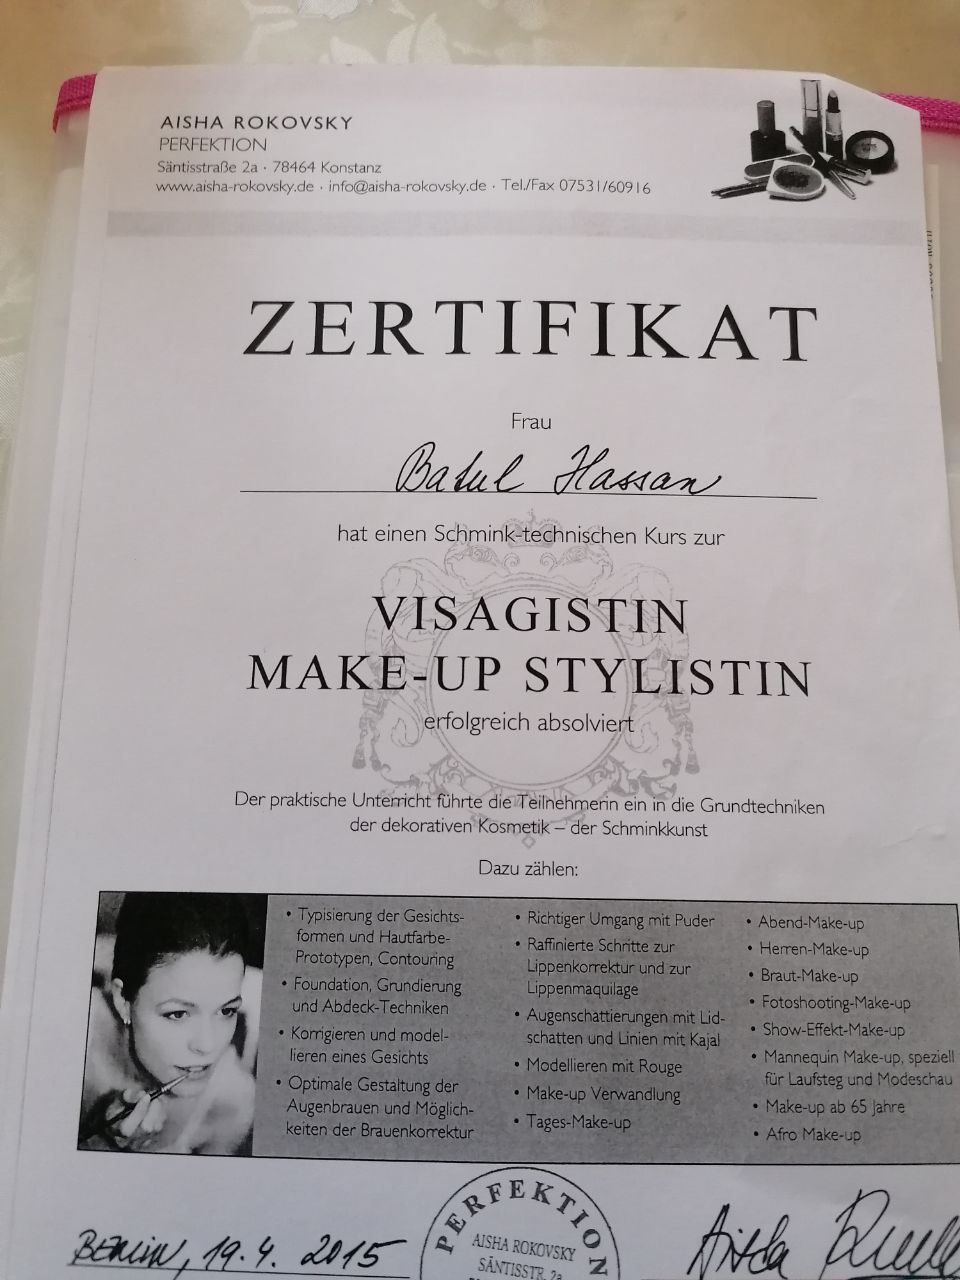 AISHA ROKOVSKY
PERFEKTION
Säntisstraße 2a · 78464 Konstanz
www.aisha-rokovsky.de · info@aisha-rokovsky.de · Tel./Fax 07531/60916
ZERTIFIKAT
Frau
Batul Hassan
hat einen Schmink-technischen Kurs zur
VISAGISTIN
MAKE-UP STYLISTIN
erfolgreich absolviert
Der praktische Unterricht führte die Teilnehmerin ein in die Grundtechniken
der dekorativen Kosmetik – der Schminkkunst
Dazu zählen:
• Typisierung der Gesichts-
formen und Hautfarbe-
Prototypen, Contouring
• Foundation, Grundierung
und Abdeck-Techniken
• Korrigieren und model-
lieren eines Gesichts
• Optimale Gestaltung der
Augenbrauen und Möglich-
keiten der Brauenkorrektur
• Richtiger Umgang mit Puder
• Raffinierte Schritte zur
Lippenkorrektur und zur
Lippenmaquilage
• Augenschattierungen mit Lid-
schatten und Linien mit Kajal
• Modellieren mit Rouge
• Make-up Verwandlung
• Tages-Make-up
• Abend-Make-up
• Herren-Make-up
• Braut-Make-up
• Fotoshooting-Make-up
• Show-Effekt-Make-up
• Mannequin Make-up, speziell
für Laufsteg und Modeschau
• Make-up ab 65 Jahre
• Afro Make-up
Berlin, 19.4. 2015
PERFEKTION
AISHA ROKOVSKY
SÄNTISSTR. 2a
Aisha